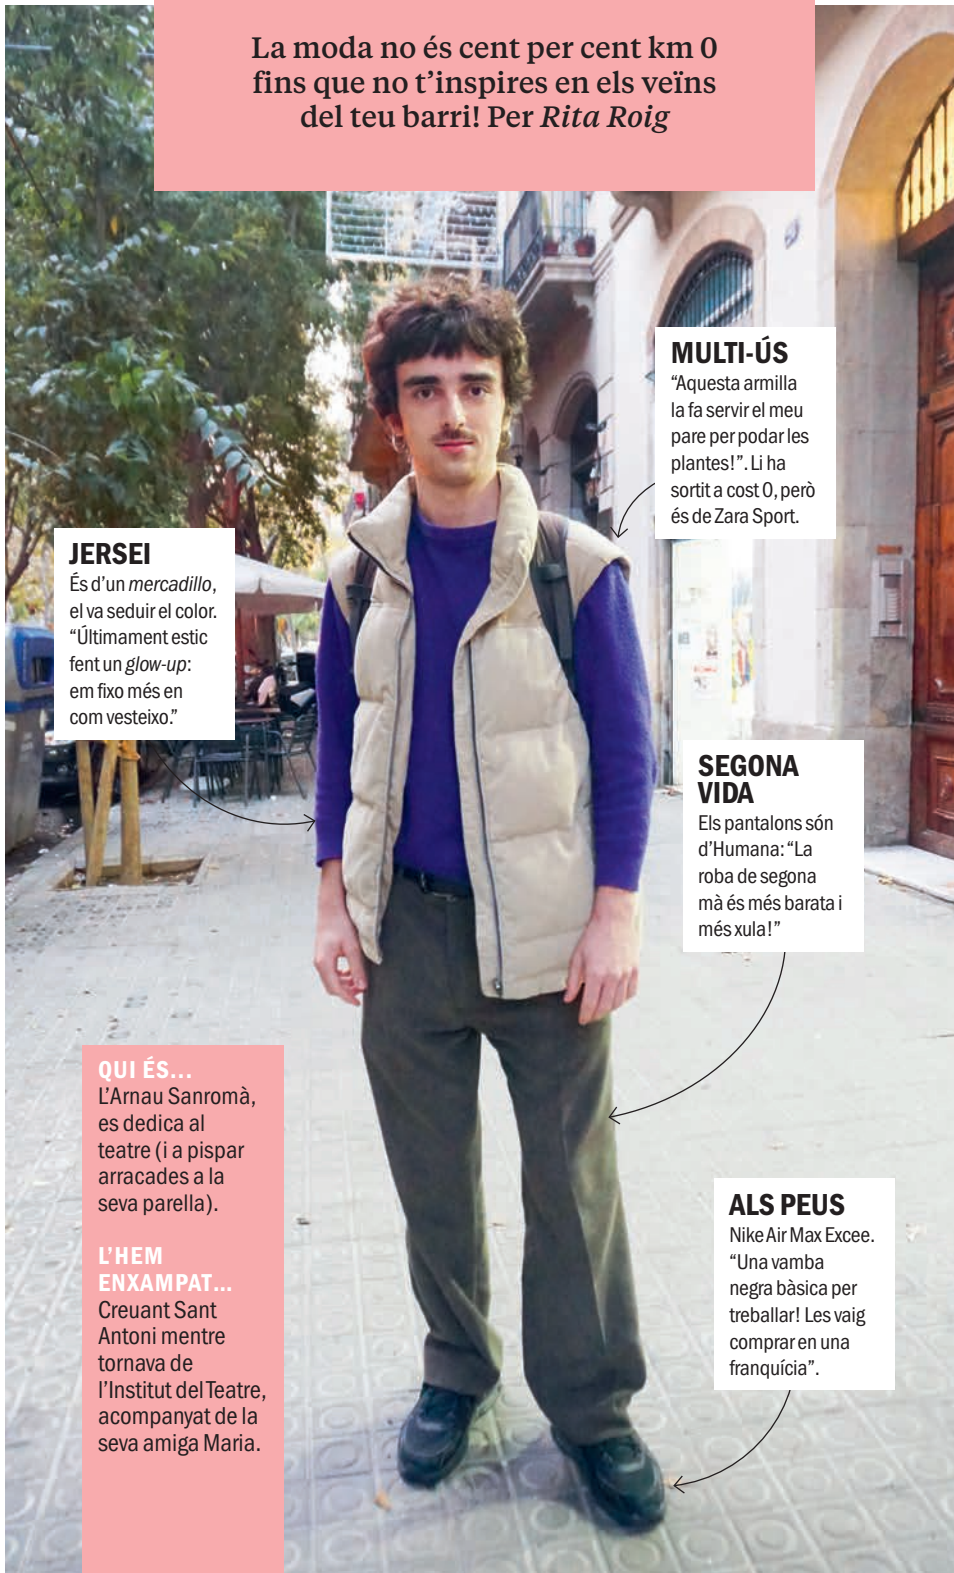 La moda no és cent per cent km 0
fins que no t’inspires en els veïns
del teu barri! Per Rita Roig
MULTI-ÚS
“Aquesta armilla
la fa servir el meu
pare per podar les
plantes!”. Li ha
sortit a cost 0, però
és de Zara Sport.
JERSEI
És d’un mercadillo,
el va seduir el color.
“Últimament estic
fent un glow-up:
em fixo més en
com vesteixo.”
SEGONA
VIDA
Els pantalons són
d’Humana: “La
roba de segona
mà és més barata i
més xula!”
QUI ÉS...
L’Arnau Sanromà,
es dedica al
teatre (i a pispar
arracades a la
seva parella).
L’HEM
ENXAMPAT...
Creuant Sant
Antoni mentre
tornava de
l’Institut del Teatre,
acompanyat de la
seva amiga Maria.
ALS PEUS
Nike Air Max Excee.
“Una vamba
negra bàsica per
treballar! Les vaig
comprar en una
franquícia”.